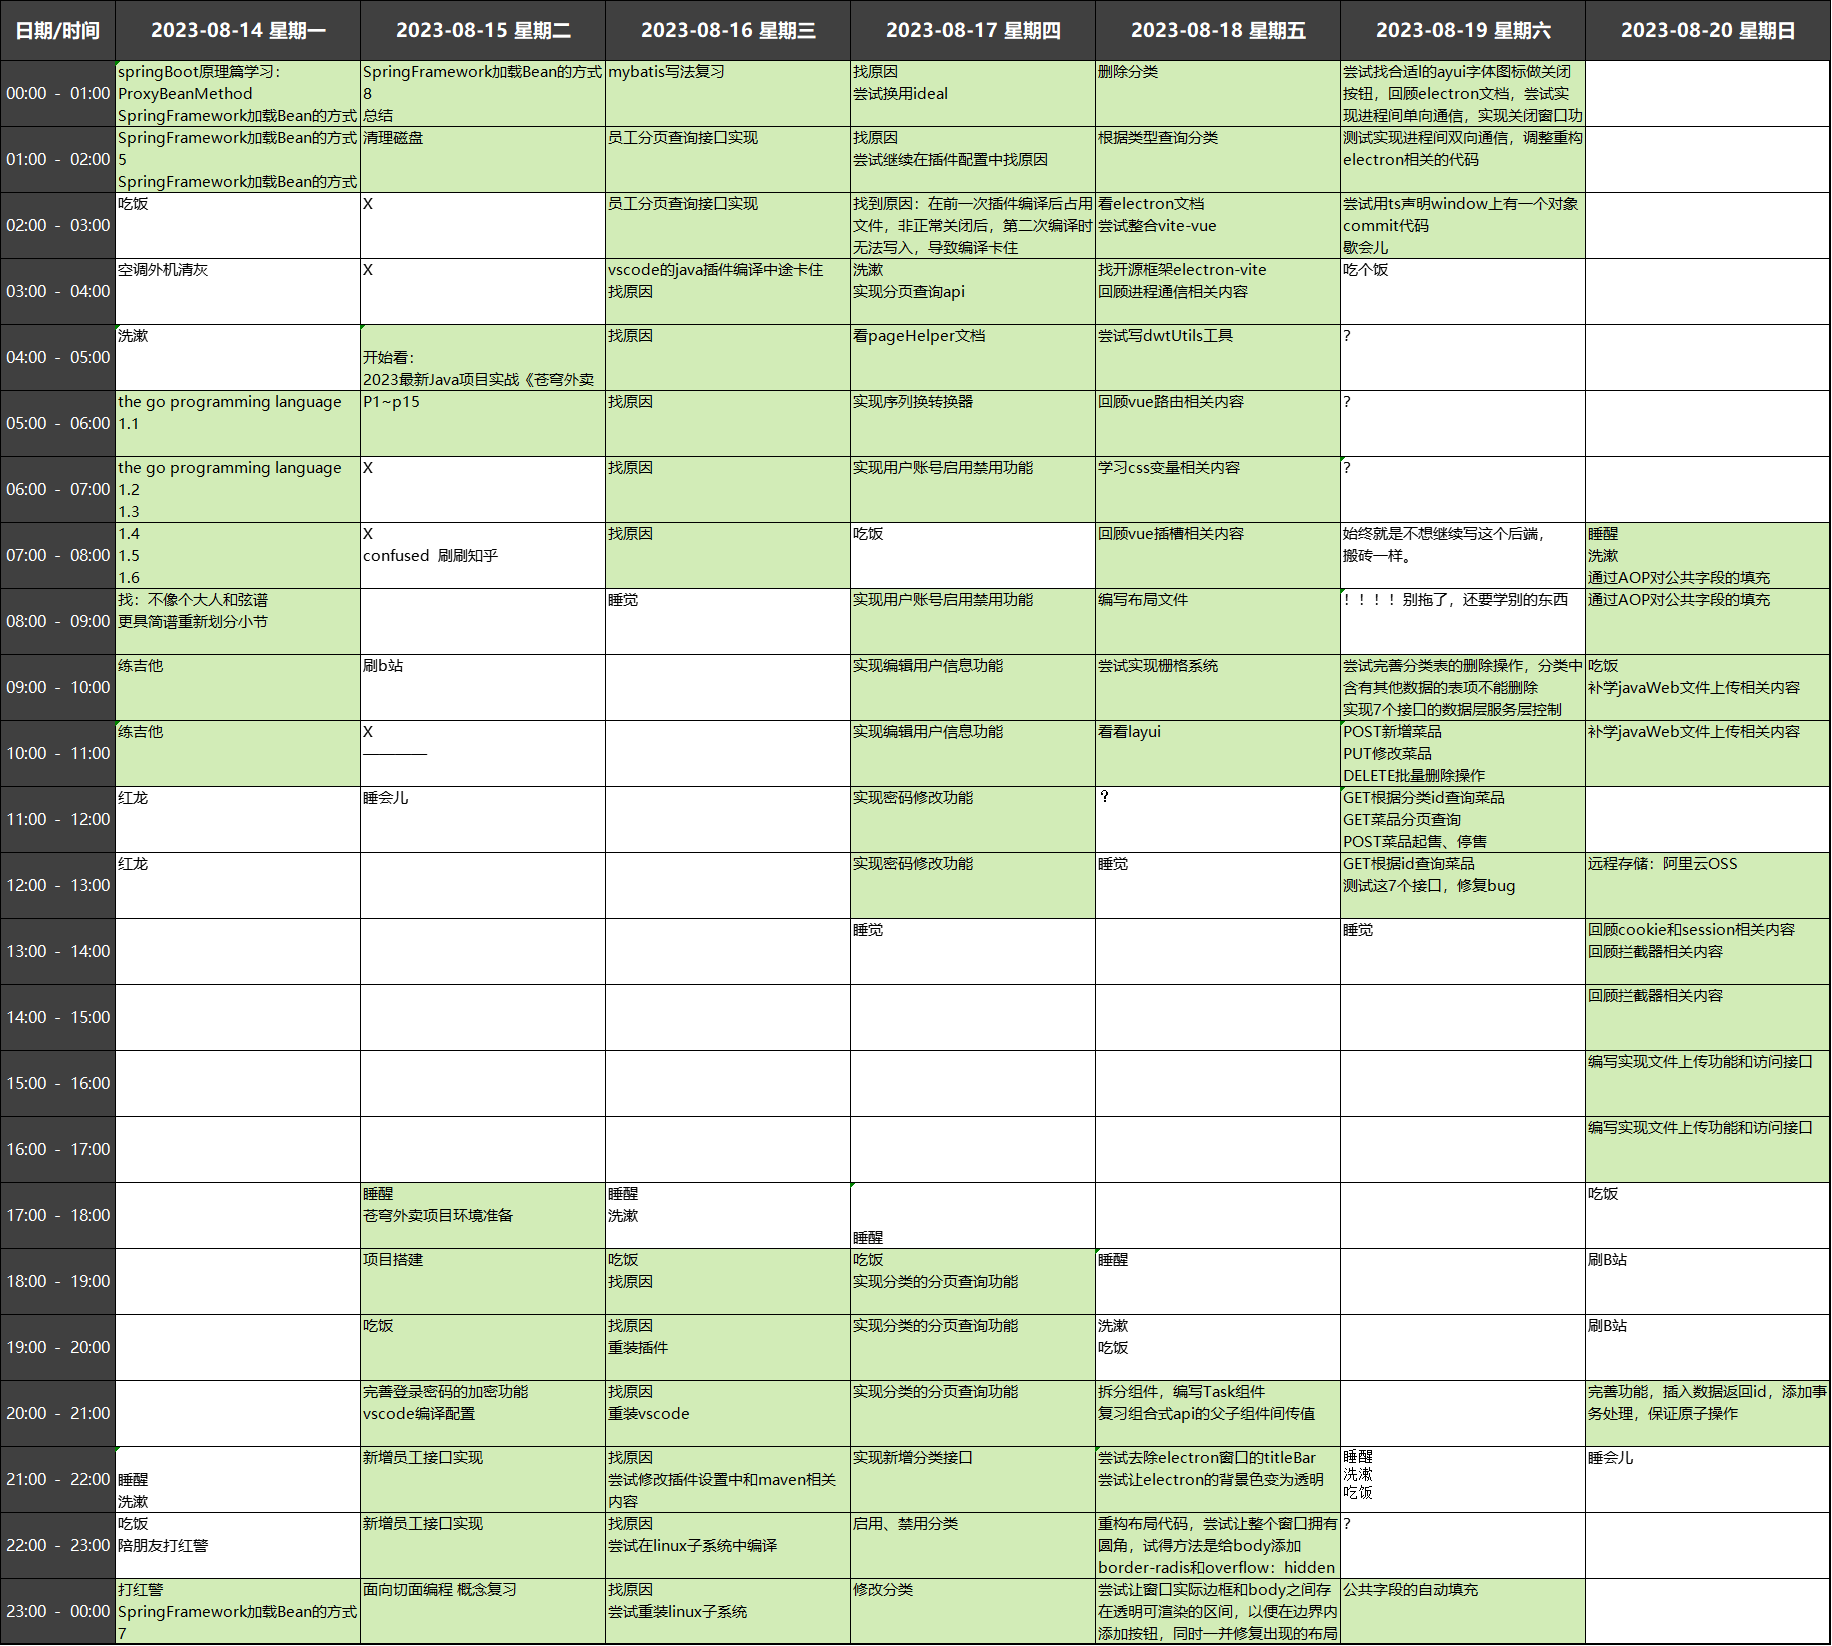 日期/时间
2023-08-14 星期一
2023-08-15 星期二
2023-08-16 星期三
2023-08-17 星期四
2023-08-18 星期五
2023-08-19 星期六
2023-08-20 星期日
00:00 - 01:00
springBoot原理篇学习：
ProxyBeanMethod
SpringFramework加载Bean的方式
SpringFramework加载Bean的方式
8
总结
mybatis写法复习
找原因
尝试换用ideal
删除分类
尝试找合适l的ayui字体图标做关闭
按钮，回顾electron文档，尝试实
现进程间单向通信，实现关闭窗口功
01:00 - 02:00
SpringFramework加载Bean的方式
5
SpringFramework加载Bean的方式
清理磁盘
员工分页查询接口实现
找原因
尝试继续在插件配置中找原因
根据类型查询分类
测试实现进程间双向通信，调整重构
electron相关的代码
02:00 - 03:00
吃饭
X
员工分页查询接口实现
找到原因：在前一次插件编译后占用
文件，非正常关闭后，第二次编译时
无法写入，导致编译卡住
看electron文档
尝试整合vite-vue
尝试用ts声明window上有一个对象
commit代码
歇会儿
03:00 - 04:00
空调外机清灰
X
vscode的java插件编译中途卡住
找原因
洗漱
实现分页查询api
找开源框架electron-vite
回顾进程通信相关内容
吃个饭
04:00 - 05:00
洗漱
开始看：
2023最新Java项目实战《苍穹外卖
找原因
看pageHelper文档
尝试写dwtUtils工具
?
05:00 - 06:00
the go programming language
1.1
P1~p15
找原因
实现序列换转换器
回顾vue路由相关内容
?
06:00 - 07:00
the go programming language
1.2
1.3
X
找原因
实现用户账号启用禁用功能
学习css变量相关内容
?
07:00 - 08:00
1.4
1.5
1.6
X
confused 刷刷知乎
找原因
吃饭
回顾vue插槽相关内容
始终就是不想继续写这个后端，
搬砖一样。
睡醒
洗漱
通过AOP对公共字段的填充
08:00 - 09:00
找：不像个大人和弦谱
更具简谱重新划分小节
睡觉
实现用户账号启用禁用功能
编写布局文件
！！！！别拖了，还要学别的东西
通过AOP对公共字段的填充
09:00 - 10:00
练吉他
刷b站
实现编辑用户信息功能
尝试实现栅格系统
尝试完善分类表的删除操作，分类中
含有其他数据的表项不能删除
实现7个接口的数据层服务层控制
吃饭
补学javaWeb文件上传相关内容
10:00 - 11:00
练吉他
X
————
实现编辑用户信息功能
看看layui
POST新增菜品
PUT修改菜品
DELETE批量删除操作
补学javaWeb文件上传相关内容
11:00 - 12:00
红龙
睡会儿
实现密码修改功能
？
GET根据分类id查询菜品
GET菜品分页查询
POST菜品起售、停售
12:00 - 13:00
红龙
实现密码修改功能
睡觉
GET根据id查询菜品
测试这7个接口，修复bug
远程存储：阿里云OSS
13:00 - 14:00
睡觉
睡觉
回顾cookie和session相关内容
回顾拦截器相关内容
14:00 - 15:00
回顾拦截器相关内容
15:00 - 16:00
编写实现文件上传功能和访问接口
16:00 - 17:00
编写实现文件上传功能和访问接口
17:00 - 18:00
睡醒
苍穹外卖项目环境准备
睡醒
洗漱
睡醒
吃饭
18:00 - 19:00
项目搭建
吃饭
找原因
吃饭
实现分类的分页查询功能
睡醒
刷B站
19:00 - 20:00
吃饭
找原因
重装插件
实现分类的分页查询功能
洗漱
吃饭
刷B站
20:00 - 21:00
完善登录密码的加密功能
vscode编译配置
找原因
重装vscode
实现分类的分页查询功能
拆分组件，编写Task组件
复习组合式api的父子组件间传值
完善功能，插入数据返回id，添加事
务处理，保证原子操作
21:00 - 22:00
睡醒
洗漱
新增员工接口实现
找原因
尝试修改插件设置中和maven相关
内容
实现新增分类接口
尝试去除electron窗口的titleBar
尝试让electron的背景色变为透明
睡醒
洗漱
吃饭
睡会儿
22:00 - 23:00
吃饭
陪朋友打红警
新增员工接口实现
找原因
尝试在linux子系统中编译
启用、禁用分类
重构布局代码，尝试让整个窗口拥有
圆角，试得方法是给body添加
border-radis和overflow：hidden
?
23:00 - 00:00
打红警
SpringFramework加载Bean的方式
7
面向切面编程 概念复习
找原因
尝试重装linux子系统
修改分类
尝试让窗口实际边框和body之间存
在透明可渲染的区间，以便在边界内
添加按钮，同时一并修复出现的布局
公共字段的自动填充